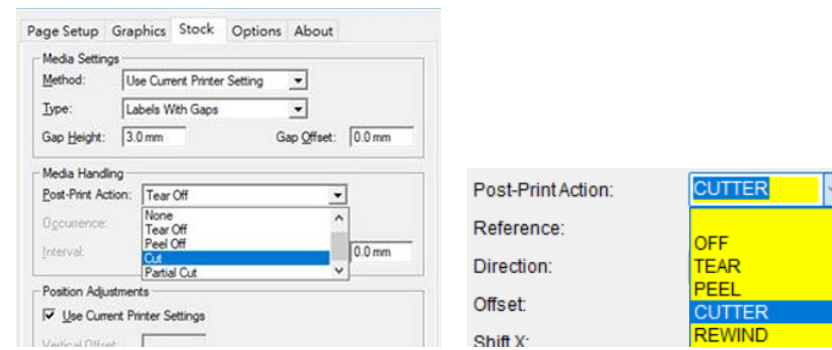 Page Setup Graphics Stock Options About
Media Settings
Method: Use Current Printer Setting
Type: Labels With Gaps
Gap Height: 3.0 mm Gap Offset: 0.0 mm
Media Handling
Post-Print Action: Tear Off
Occurrence:
None
Tear Off
Peel Off
Interval:
Cut
0.0 mm
Partial Cut
Position Adjustments
Use Current Printer Settings
Vertical Offset:
Post-Print Action: CUTTER
Reference:
OFF
Direction:
TEAR
PEEL
Offset:
CUTTER
REWIND
Shift X: